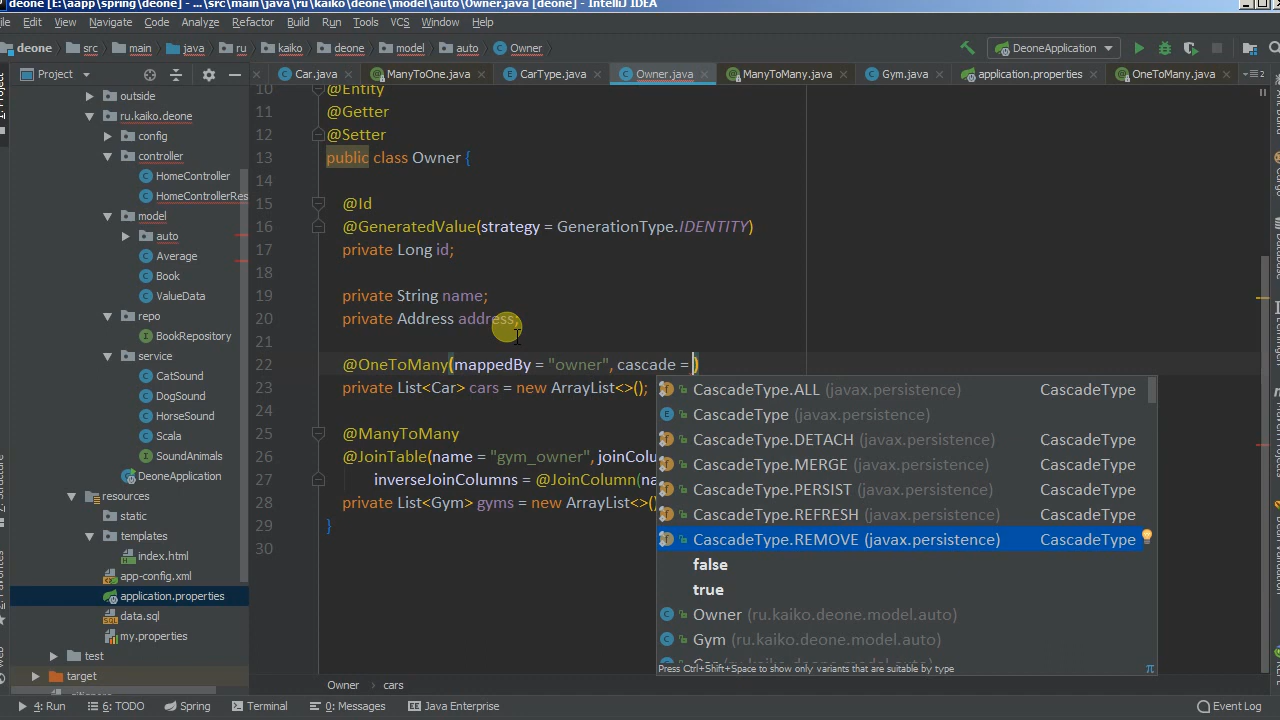 deone [E:\aapp\spring\deone] - ...\src\main\java\ru\kaiko\deone\model\auto\Owner.java [deone] - IntelliJ IDEA
Edit View Navigate Code Analyze Refactor Build Run Tools VCS Window Help
deone src main java ru kaiko deone model auto Owner DeoneApplication
Project Car.java ManyToOne.java CarType.java Owner.java ManyToMany.java Gym.java application.properties OneToMany.java
outside
ru.kaiko.deone
config
controller
HomeController
HomeControllerRes
model
auto
Average
Book
ValueData
repo
BookRepository
service
CatSound
DogSound
HorseSound
Scala
SoundAnimals
DeoneApplication
resources
static
templates
index.html
app-config.xml
application.properties
data.sql
my.properties
test
target
10 @Entity
11 @Getter
12 @Setter
13 public class Owner {
14
15 @Id
16 @GeneratedValue(strategy = GenerationType.IDENTITY)
17 private Long id;
18
19 private String name;
20 private Address address;
21
22 @OneToMany(mappedBy = "owner", cascade = )
23 private List<Car> cars = new ArrayList<>();
24
25 @ManyToMany
26 @JoinTable(name = "gym_owner", joinColu
27 inverseJoinColumns = @JoinColumn(na
28 private List<Gym> gyms = new ArrayList<>()
29 }
30
CascadeType.ALL (javax.persistence) CascadeType
CascadeType (javax.persistence)
CascadeType.DETACH (javax.persistence) CascadeType
CascadeType.MERGE (javax.persistence) CascadeType
CascadeType.PERSIST (javax.persistence) CascadeType
CascadeType.REFRESH (javax.persistence) CascadeType
CascadeType.REMOVE (javax.persistence) CascadeType
false
true
Owner (ru.kaiko.deone.model.auto)
Gym (ru.kaiko.deone.model.auto)
Press Ctrl+Shift+Space to show only variants that are suitable by type
Owner cars
4: Run 6: TODO Spring Terminal 0: Messages Java Enterprise Event Log